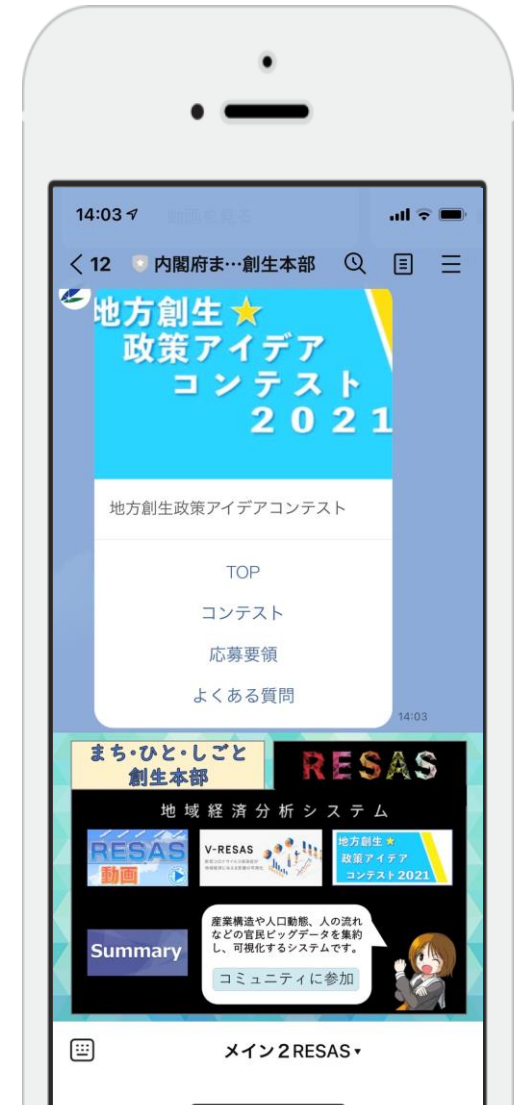 14:03
12 内閣府ま…創生本部
地方創生★
政策アイデア
コンテスト
2021
地方創生政策アイデアコンテスト
TOP
コンテスト
応募要領
よくある質問
14:03
まち・ひと・しごと
創生本部
RESAS
地域経済分析システム
RESAS
動画
V-RESAS
地方創生★
政策アイデア
コンテスト2021
Summary
産業構造や人口動態、人の流れ
などの官民ビッグデータを集約
し、可視化するシステムです。
コミュニティに参加
メイン2RESAS▾